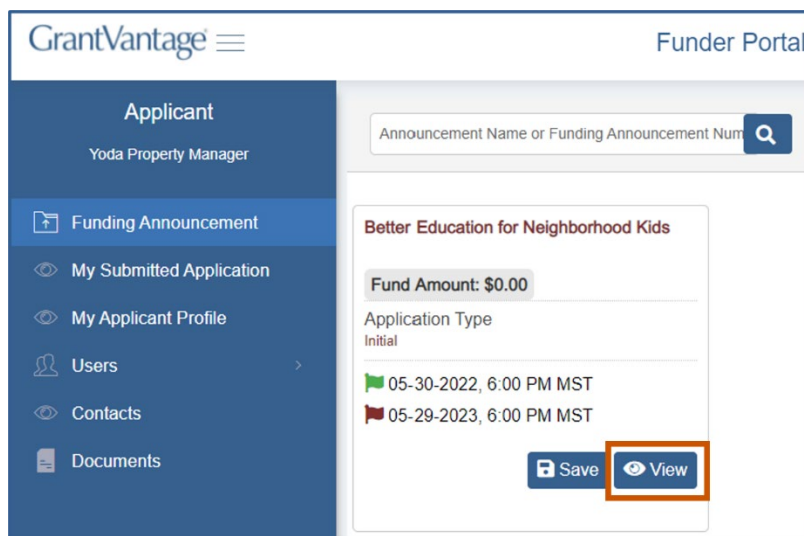 GrantVantage
Funder Portal
Applicant
Yoda Property Manager
Funding Announcement
My Submitted Application
My Applicant Profile
Users
Contacts
Documents
Announcement Name or Funding Announcement Num
Better Education for Neighborhood Kids
Fund Amount: $0.00
Application Type
Initial
05-30-2022, 6:00 PM MST
05-29-2023, 6:00 PM MST
Save
View